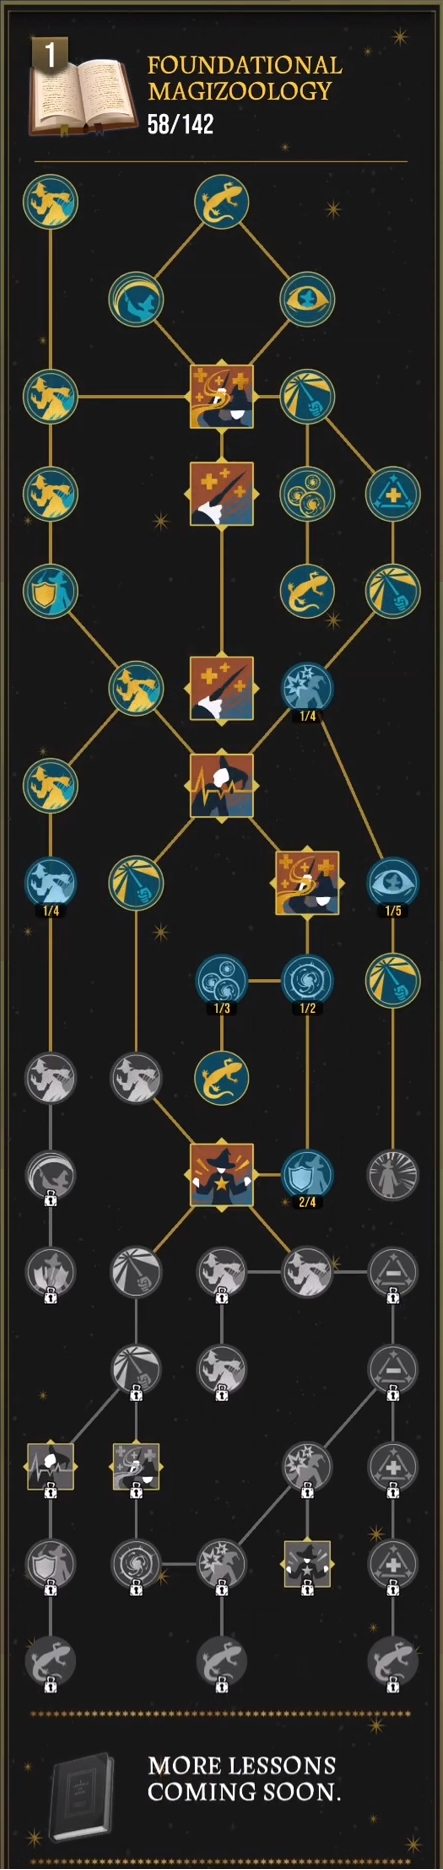 1
FOUNDATIONAL
MAGIZOOLOGY
58/142
1/4
1/4
1/5
1/3
1/2
2/4
MORE LESSONS
COMING SOON.